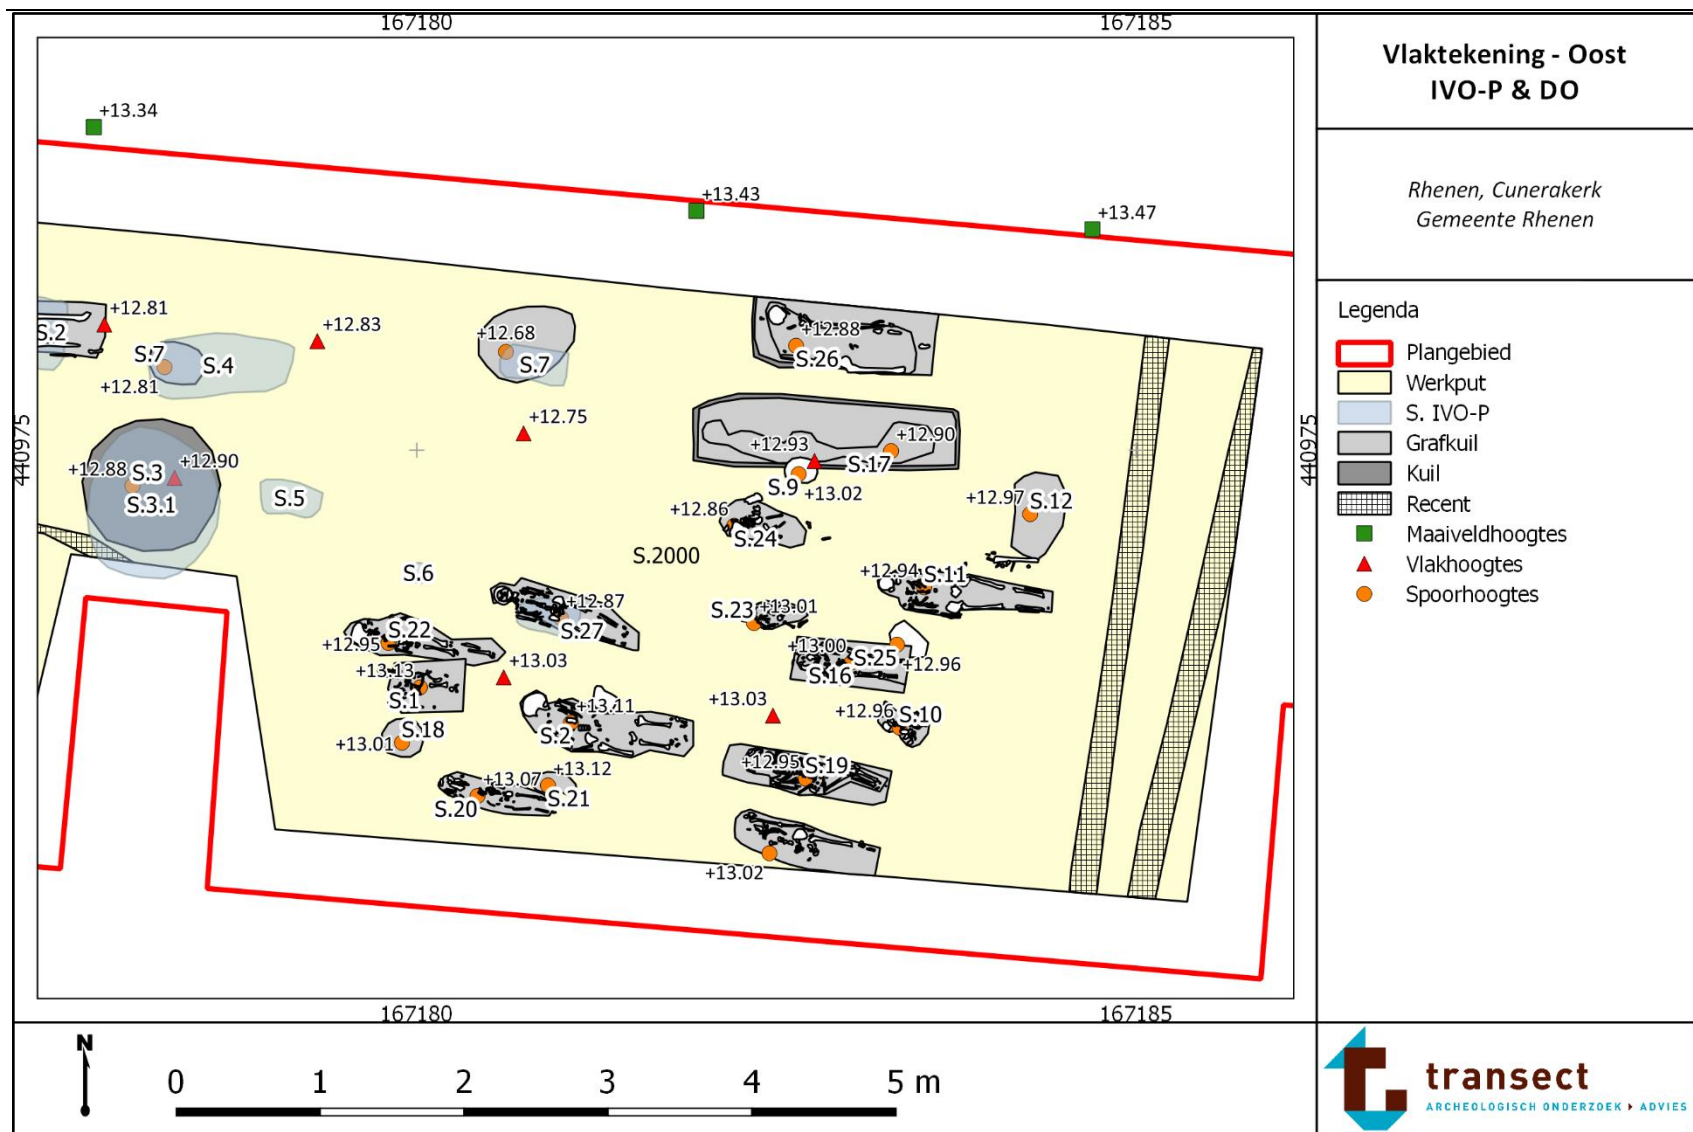 167180
167185
+13.34
+13.43
+13.47
440975
440975
+12.81
S.2
+12.83
S.7
S.4
+12.81
+12.68
S.7
+12.88
S.26
+12.75
+12.93
+12.90
S.17
S.9
+13.02
+12.88
S.3
+12.90
S.3.1
S.5
+12.86
S.24
+12.97
S.12
S.2000
S.6
+12.94
S.11
+12.87
S.27
S.23
+13.01
S.22
+12.95
+13.13
S.1
+13.03
+13.00
S.25
S.16
+12.96
+13.03
+13.11
S.2
+12.96
S.10
S.18
+13.01
+13.07
+13.12
S.20
S.21
+12.95
S.19
+13.02
167180
167185
Vlaktekening - Oost
IVO-P & DO
Rhenen, Cunerakerk
Gemeente Rhenen
Legenda
Plangebied
Werkput
S. IVO-P
Grafkuil
Kuil
Recent
Maaiveldhoogtes
Vlakhoogtes
Spoorhoogtes
N
0 1 2 3 4 5 m
transect
ARCHEOLOGISCH ONDERZOEK ▸ ADVIES